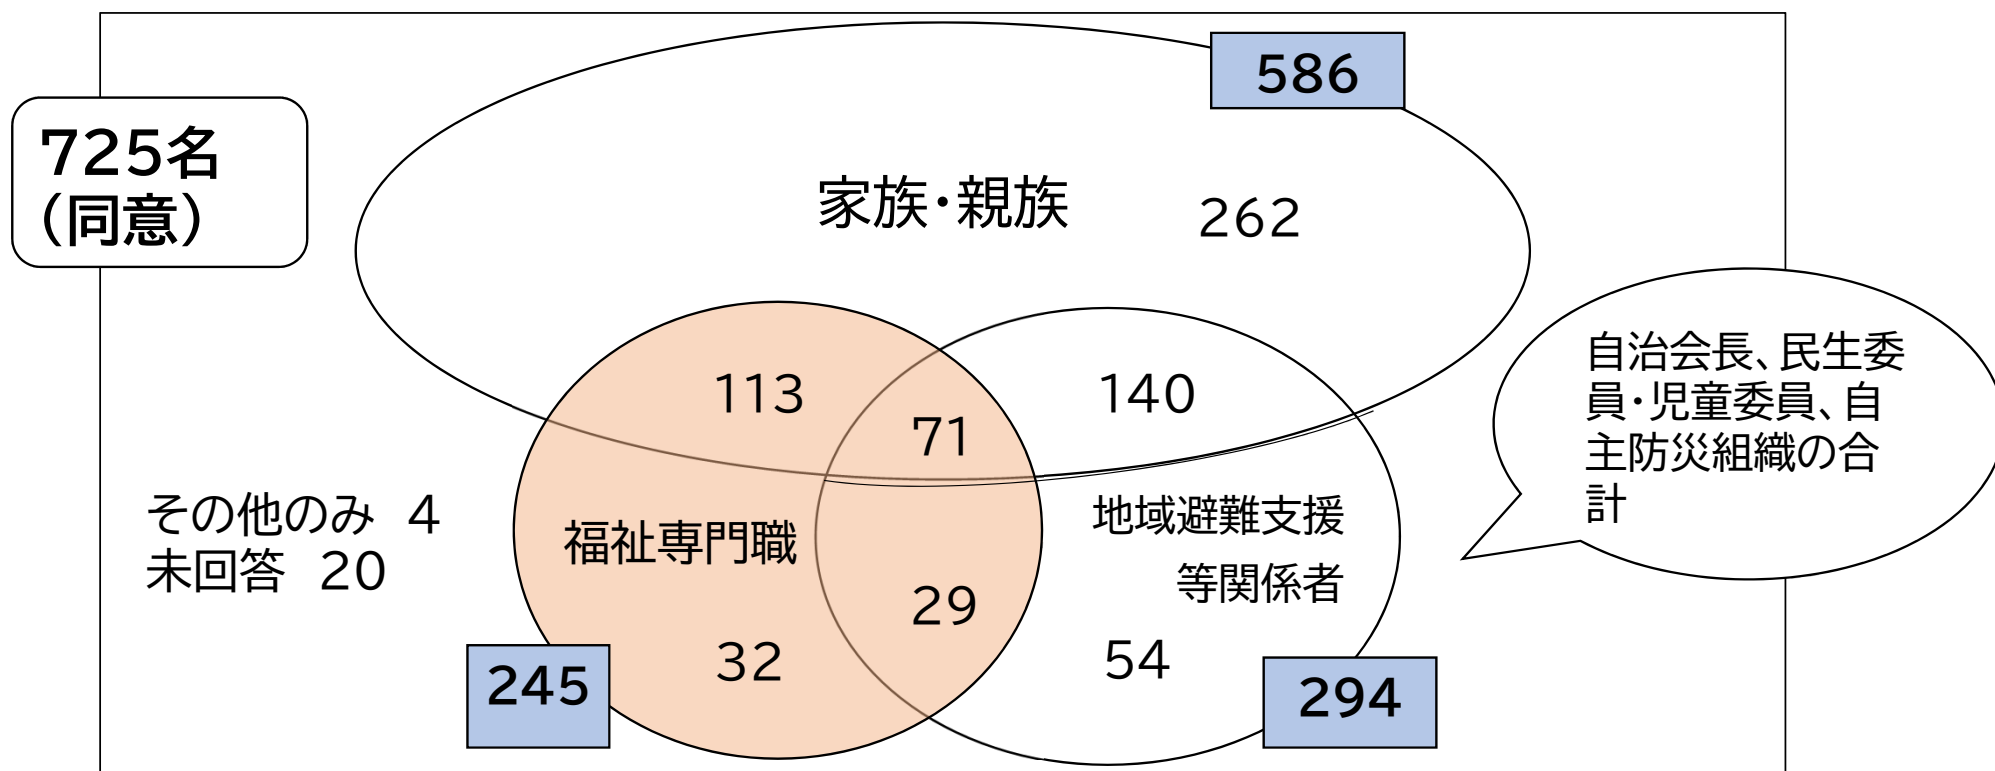 586
725名
（同意）
家族・親族 262
自治会長、民生委
員・児童委員、自
主防災組織の合
計
113
71
140
その他のみ 4
未回答 20
福祉専門職
地域避難支援
等関係者
29
32
54
245
294